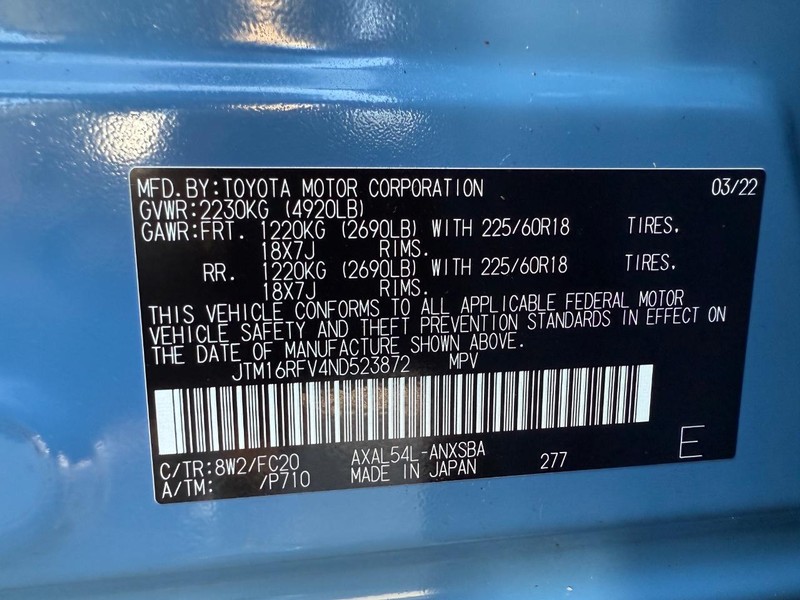 MFD. BY: TOYOTA MOTOR CORPORATION 03/22
GVWR: 2230KG (4920LB)
GAWR: FRT. 1220KG (2690LB) WITH 225/60R18 TIRES.
18X7J RIMS.
RR. 1220KG (2690LB) WITH 225/60R18 TIRES.
18X7J RIMS.
THIS VEHICLE CONFORMS TO ALL APPLICABLE FEDERAL MOTOR
VEHICLE SAFETY AND THEFT PREVENTION STANDARDS IN EFFECT ON
THE DATE OF MANUFACTURE SHOWN ABOVE.
JTM16RFV4ND523872 MPV
C/TR: 8W2/FC20 AXAL54L-ANXSBA 277 E
A/TM: /P710 MADE IN JAPAN